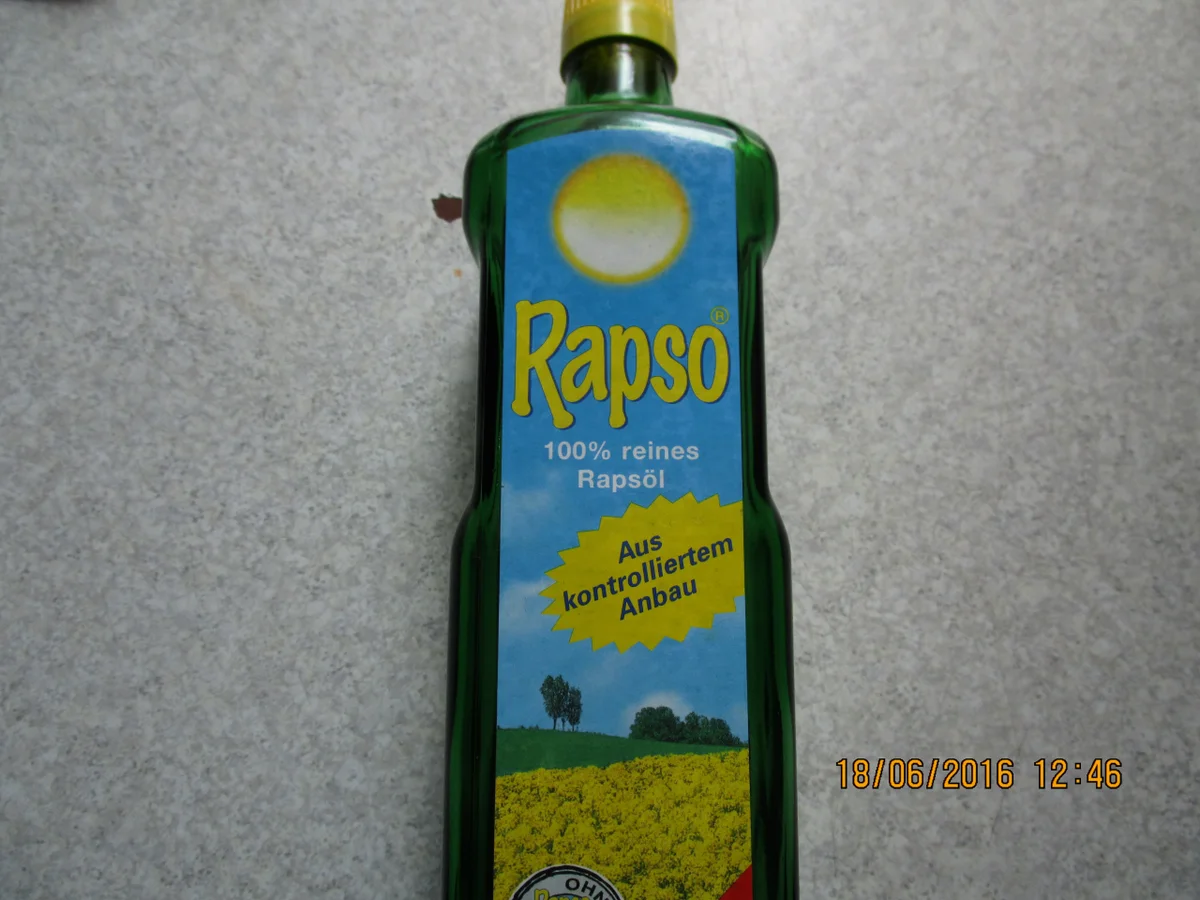 Rapso®
100% reines
Rapsöl
Aus
kontrolliertem
Anbau
18/06/2016 12:46